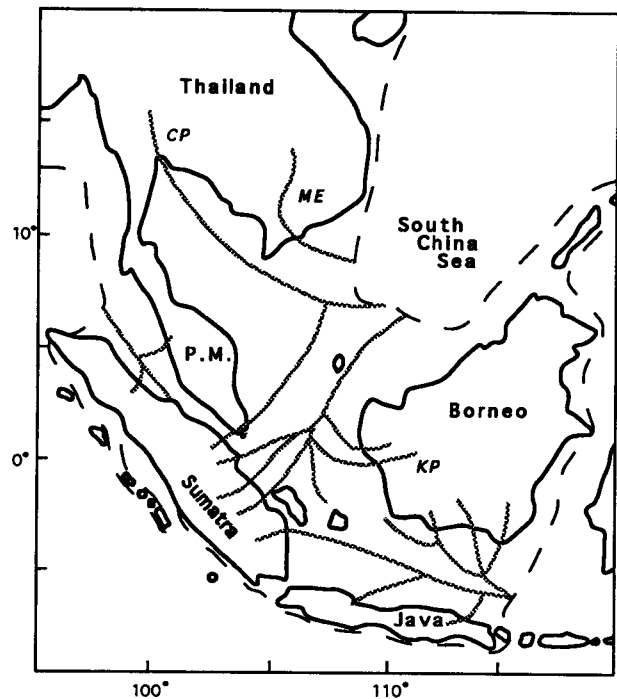 Thailand
CP
ME
South
China
Sea
10°
P.M.
Borneo
0°
KP
Sumatra
Java
100°
110°